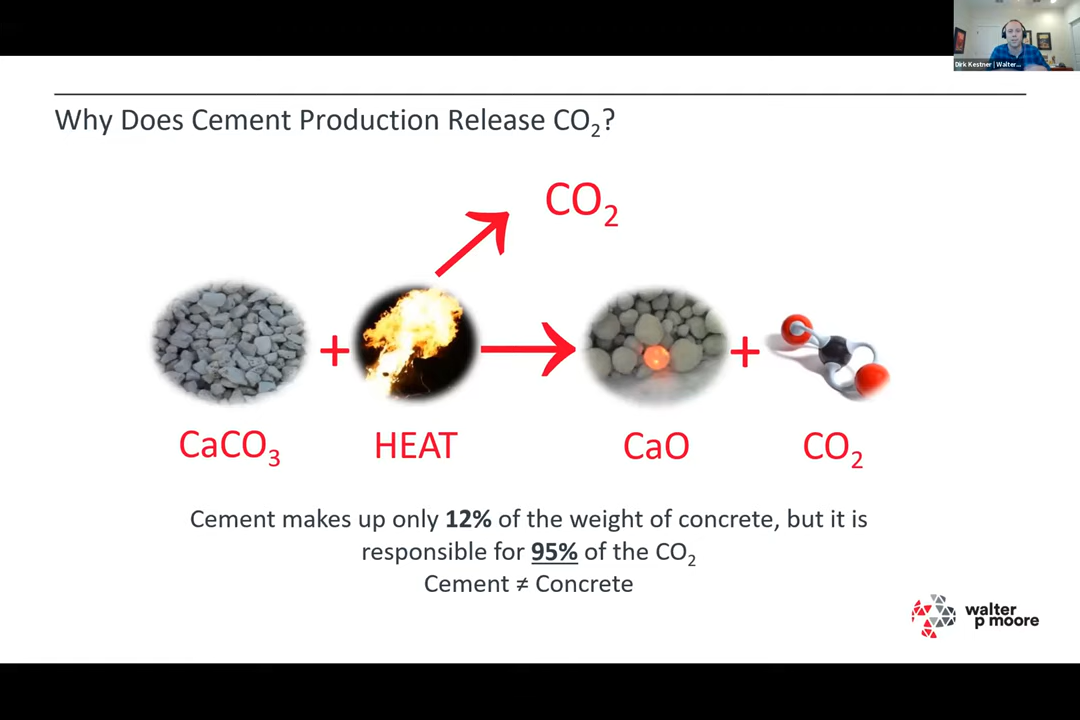 Dirk Kestner | Walter...
Why Does Cement Production Release CO₂?
CO₂
+
+
CaCO₃ HEAT CaO CO₂
Cement makes up only 12% of the weight of concrete, but it is
responsible for 95% of the CO₂
Cement ≠ Concrete
walter
p moore